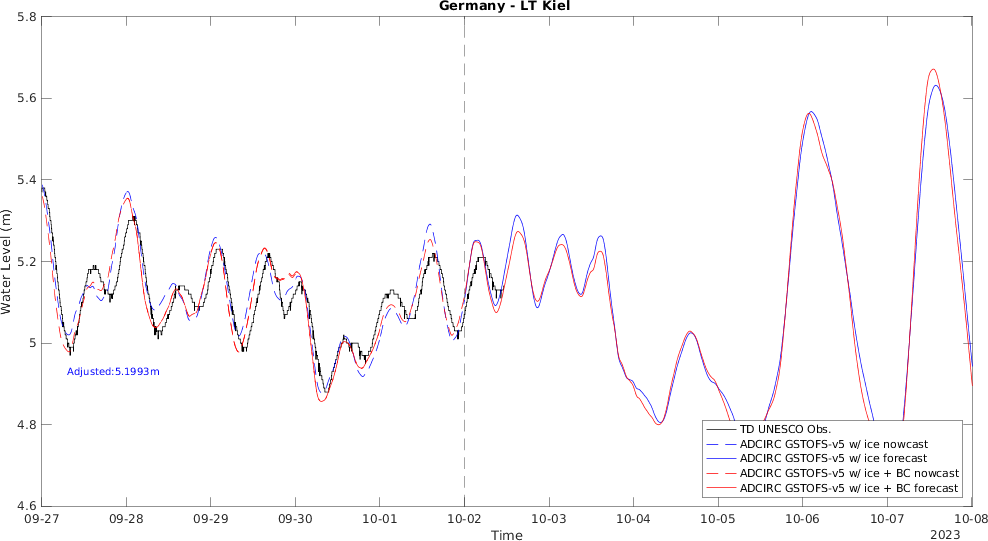 Germany - LT Kiel
5.8
5.6
5.4
5.2
5
4.8
4.6
Water Level (m)
Adjusted:5.1993m
TD UNESCO Obs.
ADCIRC GSTOFS-v5 w/ ice nowcast
ADCIRC GSTOFS-v5 w/ ice forecast
ADCIRC GSTOFS-v5 w/ ice + BC nowcast
ADCIRC GSTOFS-v5 w/ ice + BC forecast
09-27 09-28 09-29 09-30 10-01 10-02 10-03 10-04 10-05 10-06 10-07 10-08
Time
2023